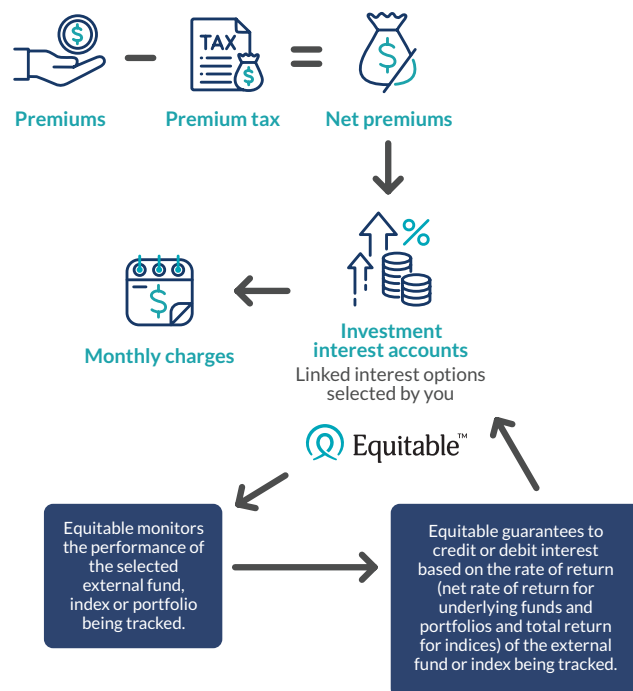 TAX
$
$
$
Premiums
Premium tax
Net premiums
%
$
Investment
interest accounts
Monthly charges
Linked interest options
selected by you
Equitable™
Equitable monitors
the performance of
the selected
external fund,
index or portfolio
being tracked.
Equitable guarantees to
credit or debit interest
based on the rate of return
(net rate of return for
underlying funds and
portfolios and total return
for indices) of the external
fund or index being tracked.